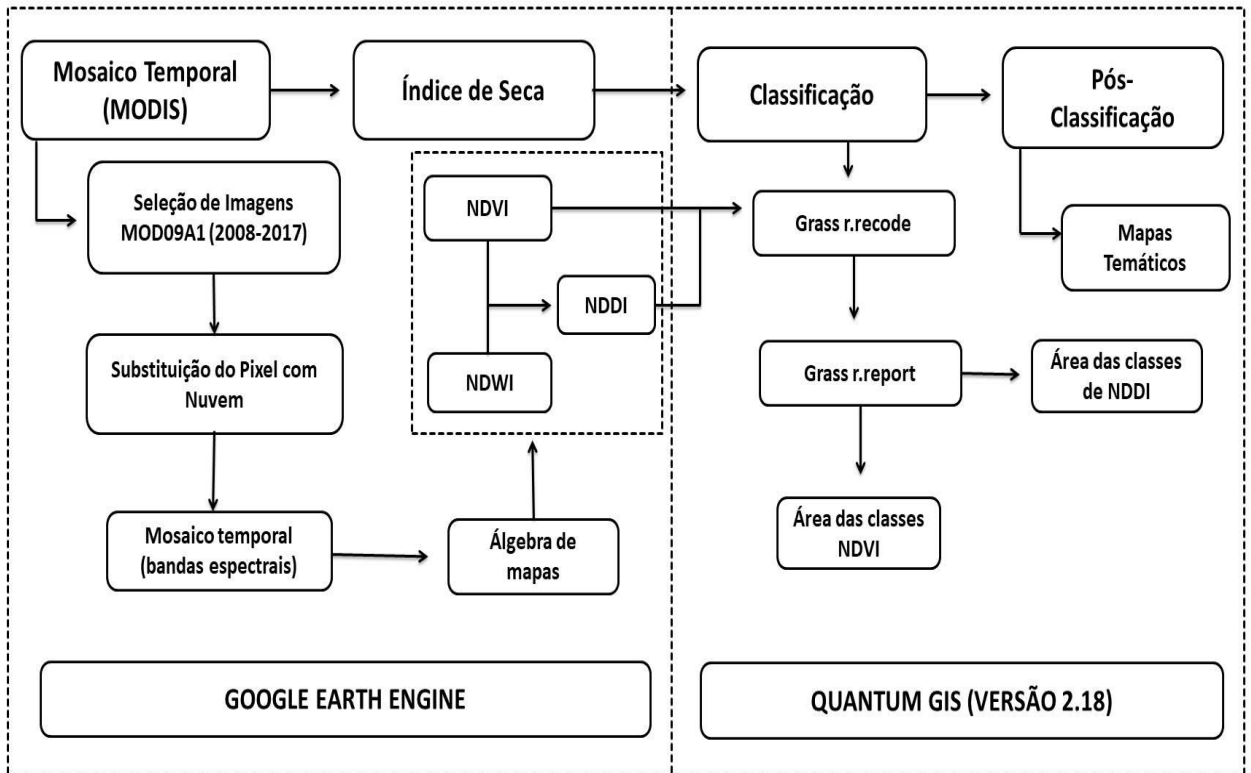 Mosaico Temporal
(MODIS)
Índice de Seca
Classificação
Pós-
Classificação
Seleção de Imagens
MOD09A1 (2008-2017)
NDVI
Grass r.recode
Mapas
Temáticos
NDDI
Substituição do Pixel com
Nuvem
NDWI
Grass r.report
Área das classes
de NDDI
Mosaico temporal
(bandas espectrais)
Álgebra de
mapas
Área das classes
NDVI
GOOGLE EARTH ENGINE
QUANTUM GIS (VERSÃO 2.18)